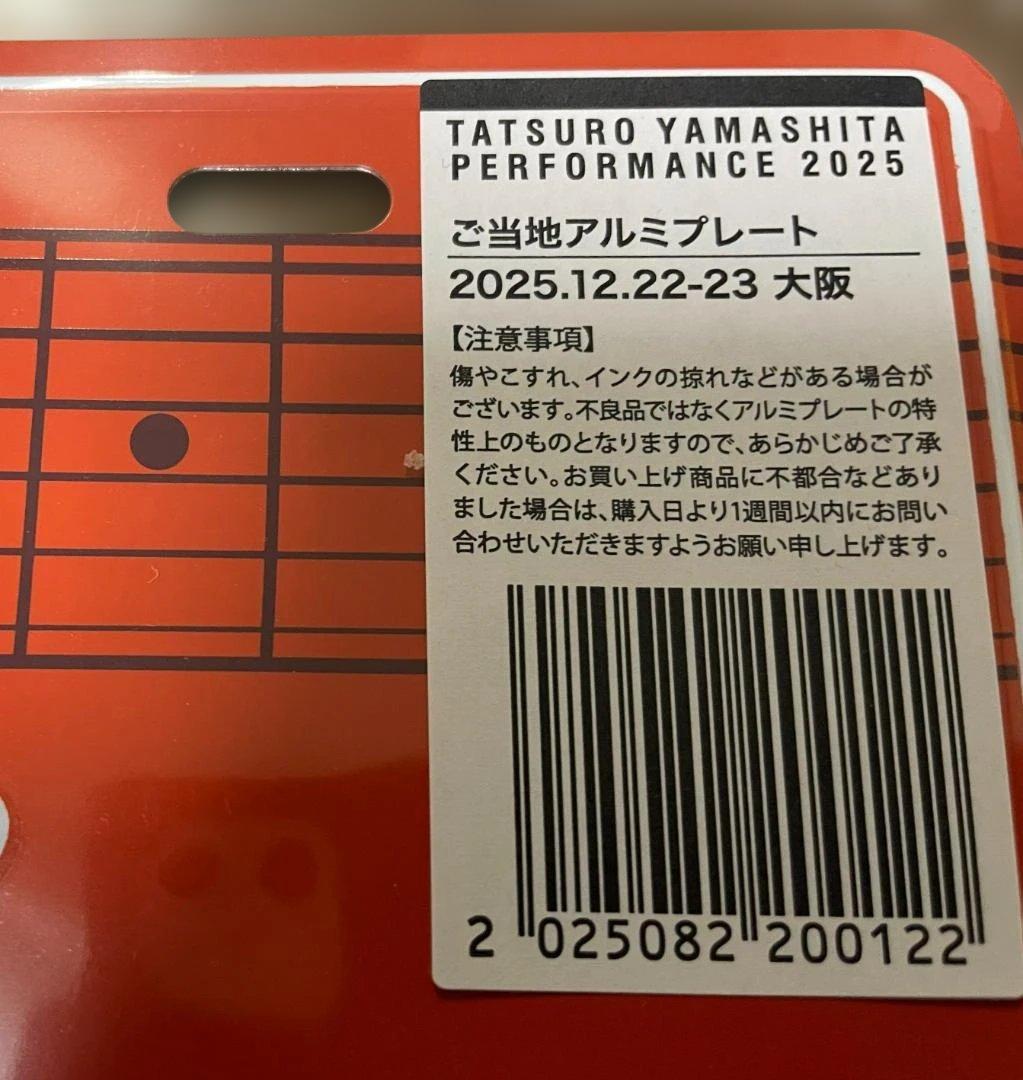 TATSURO YAMASHITA
PERFORMANCE 2025
ご当地アルミプレート
2025.12.22-23 大阪
【注意事項】
傷やこすれ、インクの掠れなどがある場合が
ございます。不良品ではなくアルミプレートの特
性上のものとなりますので、あらかじめご了承
ください。お買い上げ商品に不都合などあり
ました場合は、購入日より1週間以内にお問い
合わせいただきますようお願い申し上げます。
2 025082 200122